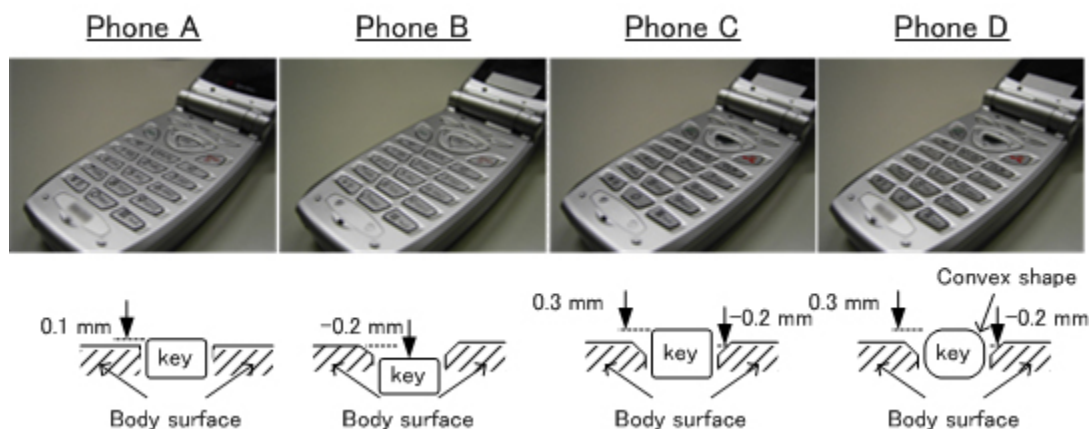 Phone A
Phone B
Phone C
Phone D
0.1 mm
key
Body surface
-0.2 mm
key
Body surface
0.3 mm
-0.2 mm
key
Body surface
Convex shape
0.3 mm
-0.2 mm
key
Body surface